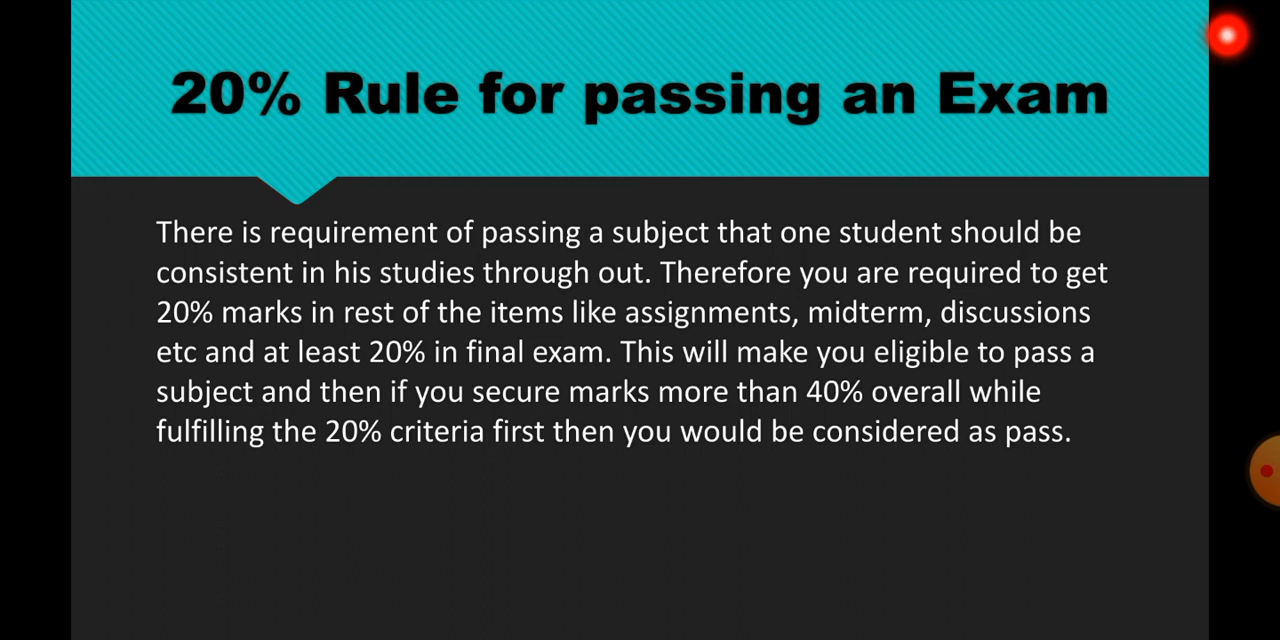 20% Rule for passing an Exam
There is requirement of passing a subject that one student should be
consistent in his studies through out. Therefore you are required to get
20% marks in rest of the items like assignments, midterm, discussions
etc and at least 20% in final exam. This will make you eligible to pass a
subject and then if you secure marks more than 40% overall while
fulfilling the 20% criteria first then you would be considered as pass.